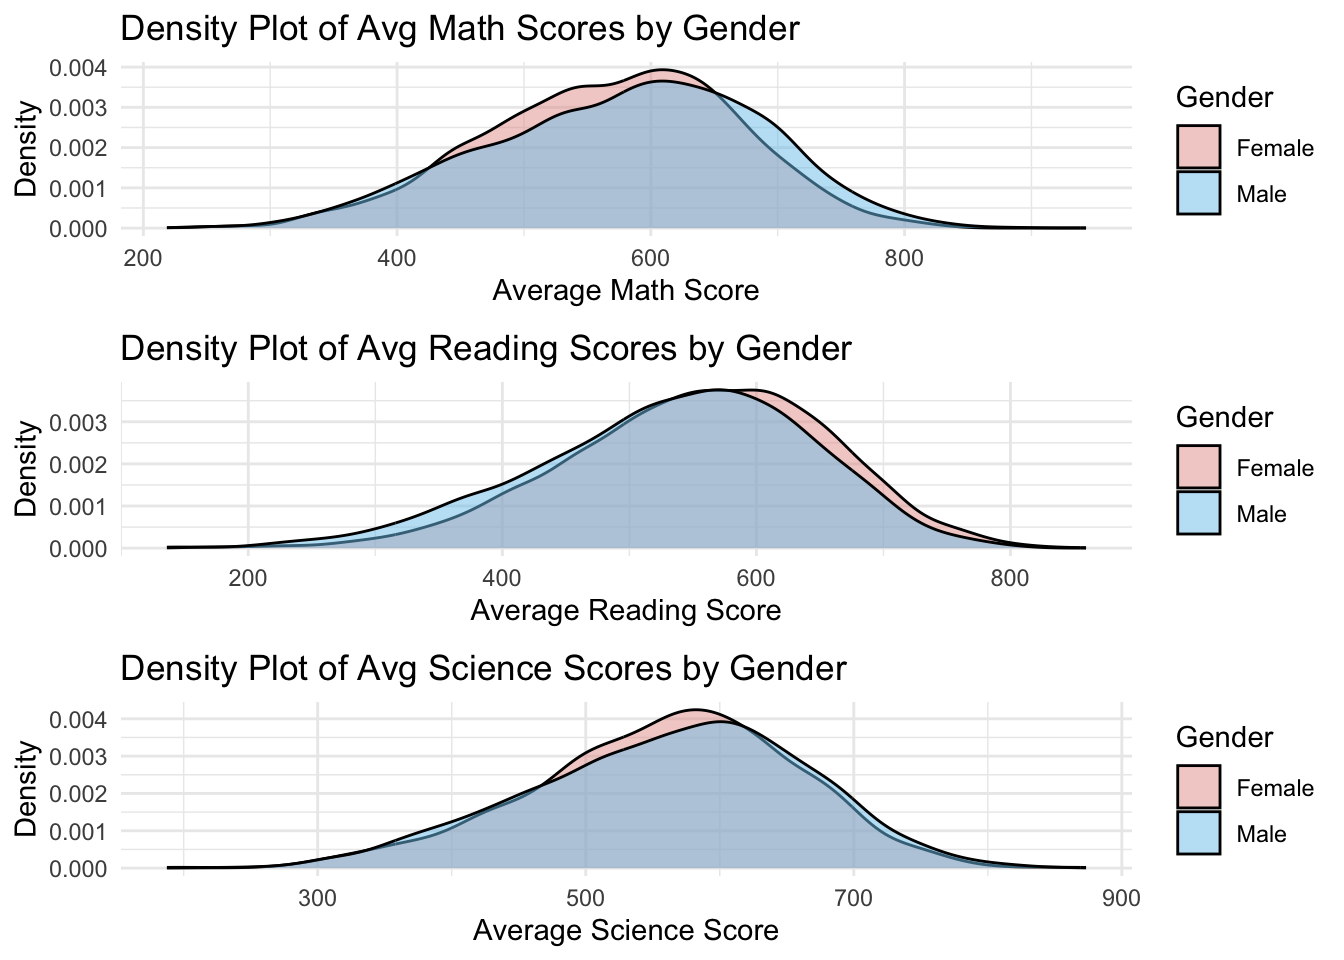 Density Plot of Avg Math Scores by Gender
Density
0.004
0.003
0.002
0.001
0.000
200 400 600 800
Average Math Score
Gender
Female
Male
Density Plot of Avg Reading Scores by Gender
Density
0.003
0.002
0.001
0.000
200 400 600 800
Average Reading Score
Gender
Female
Male
Density Plot of Avg Science Scores by Gender
Density
0.004
0.003
0.002
0.001
0.000
300 500 700 900
Average Science Score
Gender
Female
Male